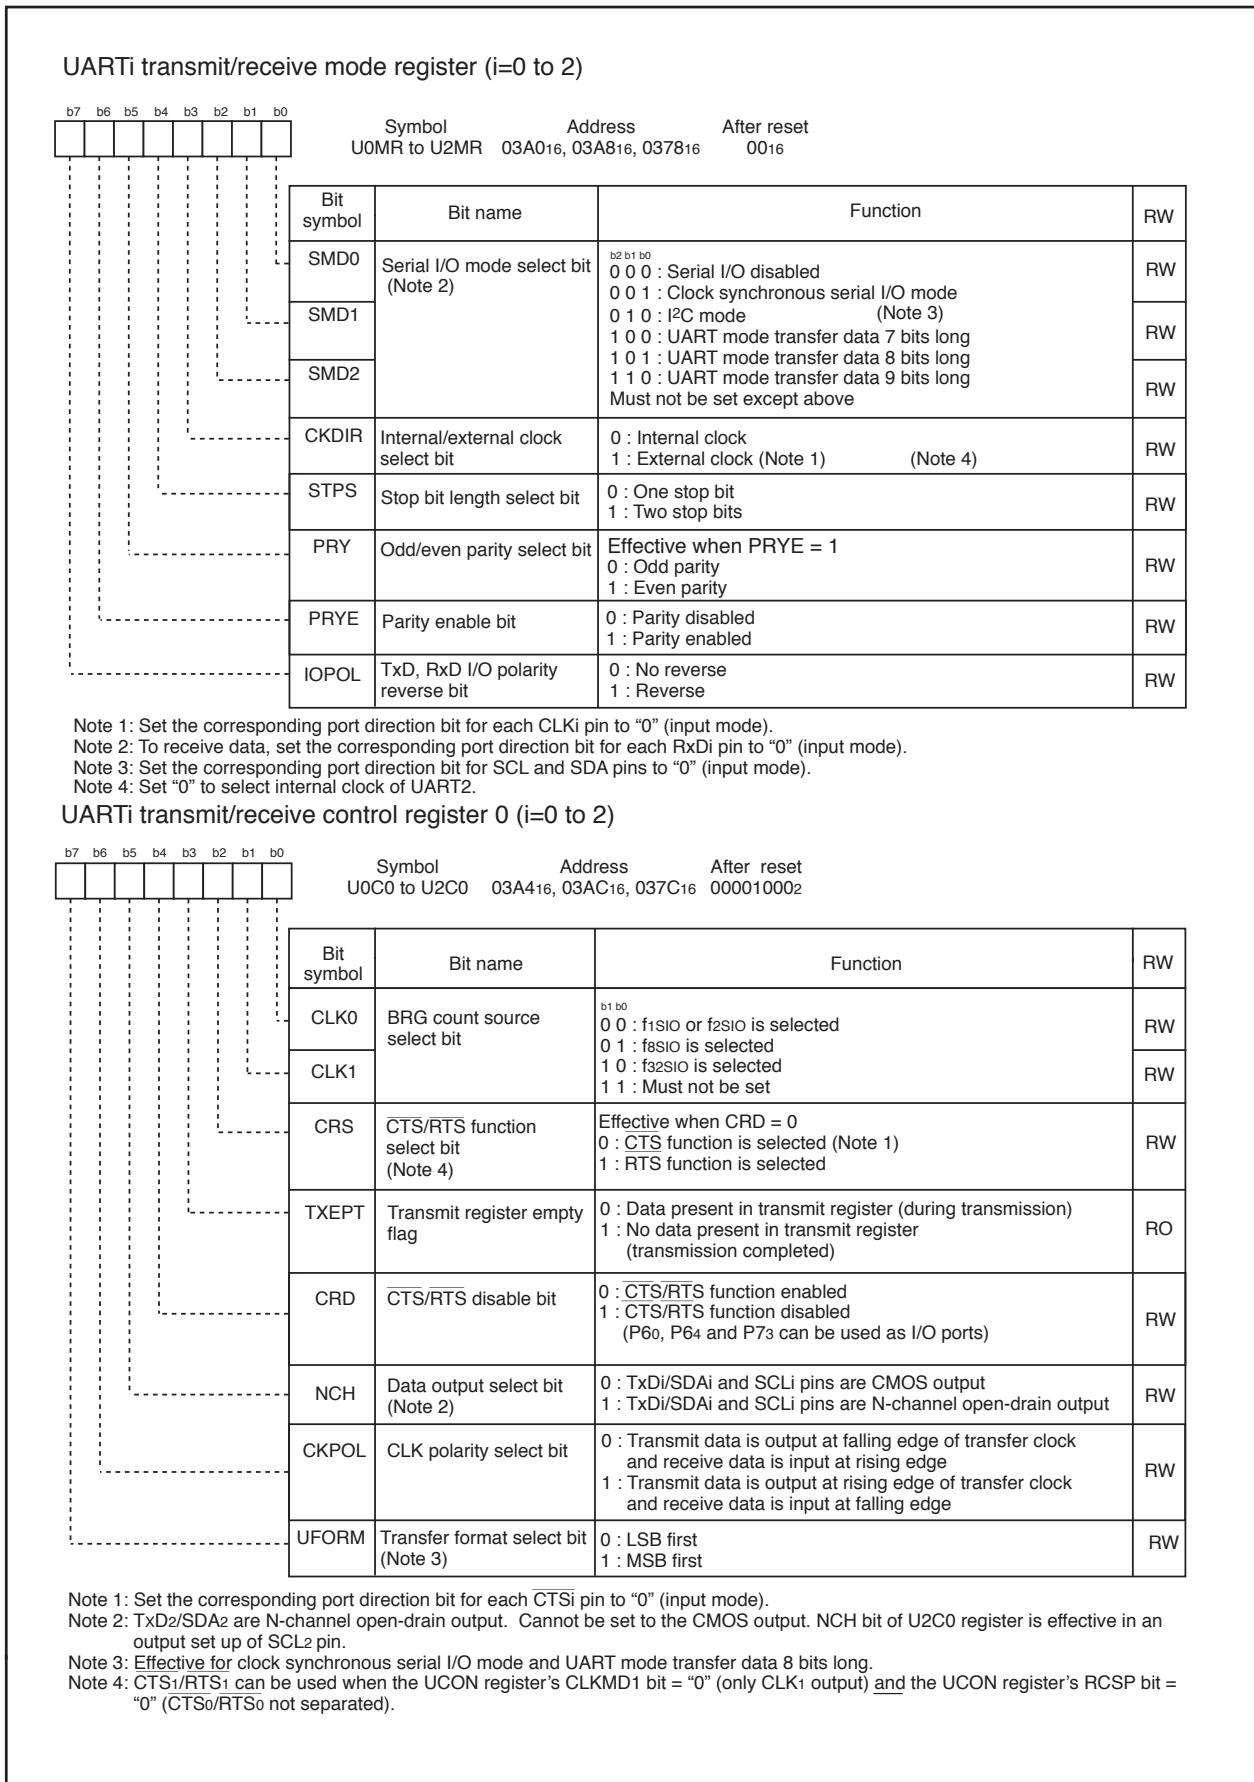 UARTi transmit/receive mode register (i=0 to 2)
b7 b6 b5 b4 b3 b2 b1 b0
Symbol Address After reset
U0MR to U2MR 03A016, 03A816, 037816 0016
Bit symbol Bit name Function RW
SMD0 Serial I/O mode select bit (Note 2) RW
SMD1 RW
SMD2 RW
b2 b1 b0
0 0 0 : Serial I/O disabled
0 0 1 : Clock synchronous serial I/O mode
0 1 0 : I2C mode (Note 3)
1 0 0 : UART mode transfer data 7 bits long
1 0 1 : UART mode transfer data 8 bits long
1 1 0 : UART mode transfer data 9 bits long
Must not be set except above
CKDIR Internal/external clock select bit RW
0 : Internal clock
1 : External clock (Note 1) (Note 4)
STPS Stop bit length select bit RW
0 : One stop bit
1 : Two stop bits
PRY Odd/even parity select bit RW
Effective when PRYE = 1
0 : Odd parity
1 : Even parity
PRYE Parity enable bit RW
0 : Parity disabled
1 : Parity enabled
IOPOL TxD, RxD I/O polarity reverse bit RW
0 : No reverse
1 : Reverse
Note 1: Set the corresponding port direction bit for each CLKi pin to “0” (input mode).
Note 2: To receive data, set the corresponding port direction bit for each RxDi pin to “0” (input mode).
Note 3: Set the corresponding port direction bit for SCL and SDA pins to “0” (input mode).
Note 4: Set “0” to select internal clock of UART2.
UARTi transmit/receive control register 0 (i=0 to 2)
b7 b6 b5 b4 b3 b2 b1 b0
Symbol Address After reset
U0C0 to U2C0 03A416, 03AC16, 037C16 000010002
Bit symbol Bit name Function RW
CLK0 BRG count source select bit RW
CLK1 RW
b1 b0
0 0 : f1SIO or f2SIO is selected
0 1 : f8SIO is selected
1 0 : f32SIO is selected
1 1 : Must not be set
CRS CTS/RTS function select bit (Note 4) RW
Effective when CRD = 0
0 : CTS function is selected (Note 1)
1 : RTS function is selected
TXEPT Transmit register empty flag RO
0 : Data present in transmit register (during transmission)
1 : No data present in transmit register
(transmission completed)
CRD CTS/RTS disable bit RW
0 : CTS/RTS function enabled
1 : CTS/RTS function disabled
(P60, P64 and P73 can be used as I/O ports)
NCH Data output select bit (Note 2) RW
0 : TxDi/SDAi and SCLi pins are CMOS output
1 : TxDi/SDAi and SCLi pins are N-channel open-drain output
CKPOL CLK polarity select bit RW
0 : Transmit data is output at falling edge of transfer clock
and receive data is input at rising edge
1 : Transmit data is output at rising edge of transfer clock
and receive data is input at falling edge
UFORM Transfer format select bit (Note 3) RW
0 : LSB first
1 : MSB first
Note 1: Set the corresponding port direction bit for each CTSi pin to “0” (input mode).
Note 2: TxD2/SDA2 are N-channel open-drain output. Cannot be set to the CMOS output. NCH bit of U2C0 register is effective in an
output set up of SCL2 pin.
Note 3: Effective for clock synchronous serial I/O mode and UART mode transfer data 8 bits long.
Note 4: CTS1/RTS1 can be used when the UCON register’s CLKMD1 bit = “0” (only CLK1 output) and the UCON register’s RCSP bit =
“0” (CTS0/RTS0 not separated).